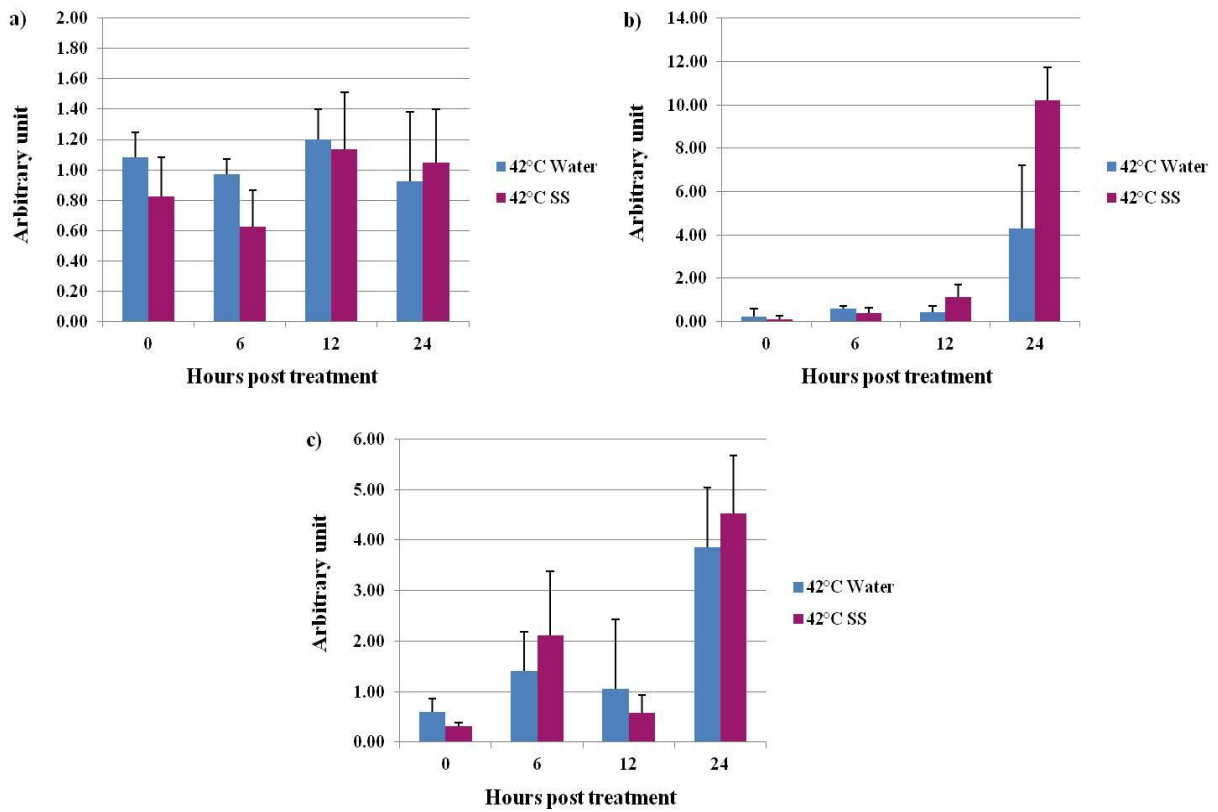 a)
2.00
1.80
1.60
1.40
1.20
1.00
0.80
0.60
0.40
0.20
0.00
Arbitrary unit
0 6 12 24
Hours post treatment
42°C Water
42°C SS
b)
14.00
12.00
10.00
8.00
6.00
4.00
2.00
0.00
Arbitrary unit
0 6 12 24
Hours post treatment
42°C Water
42°C SS
c)
6.00
5.00
4.00
3.00
2.00
1.00
0.00
Arbitrary unit
0 6 12 24
Hours post treatment
42°C Water
42°C SS